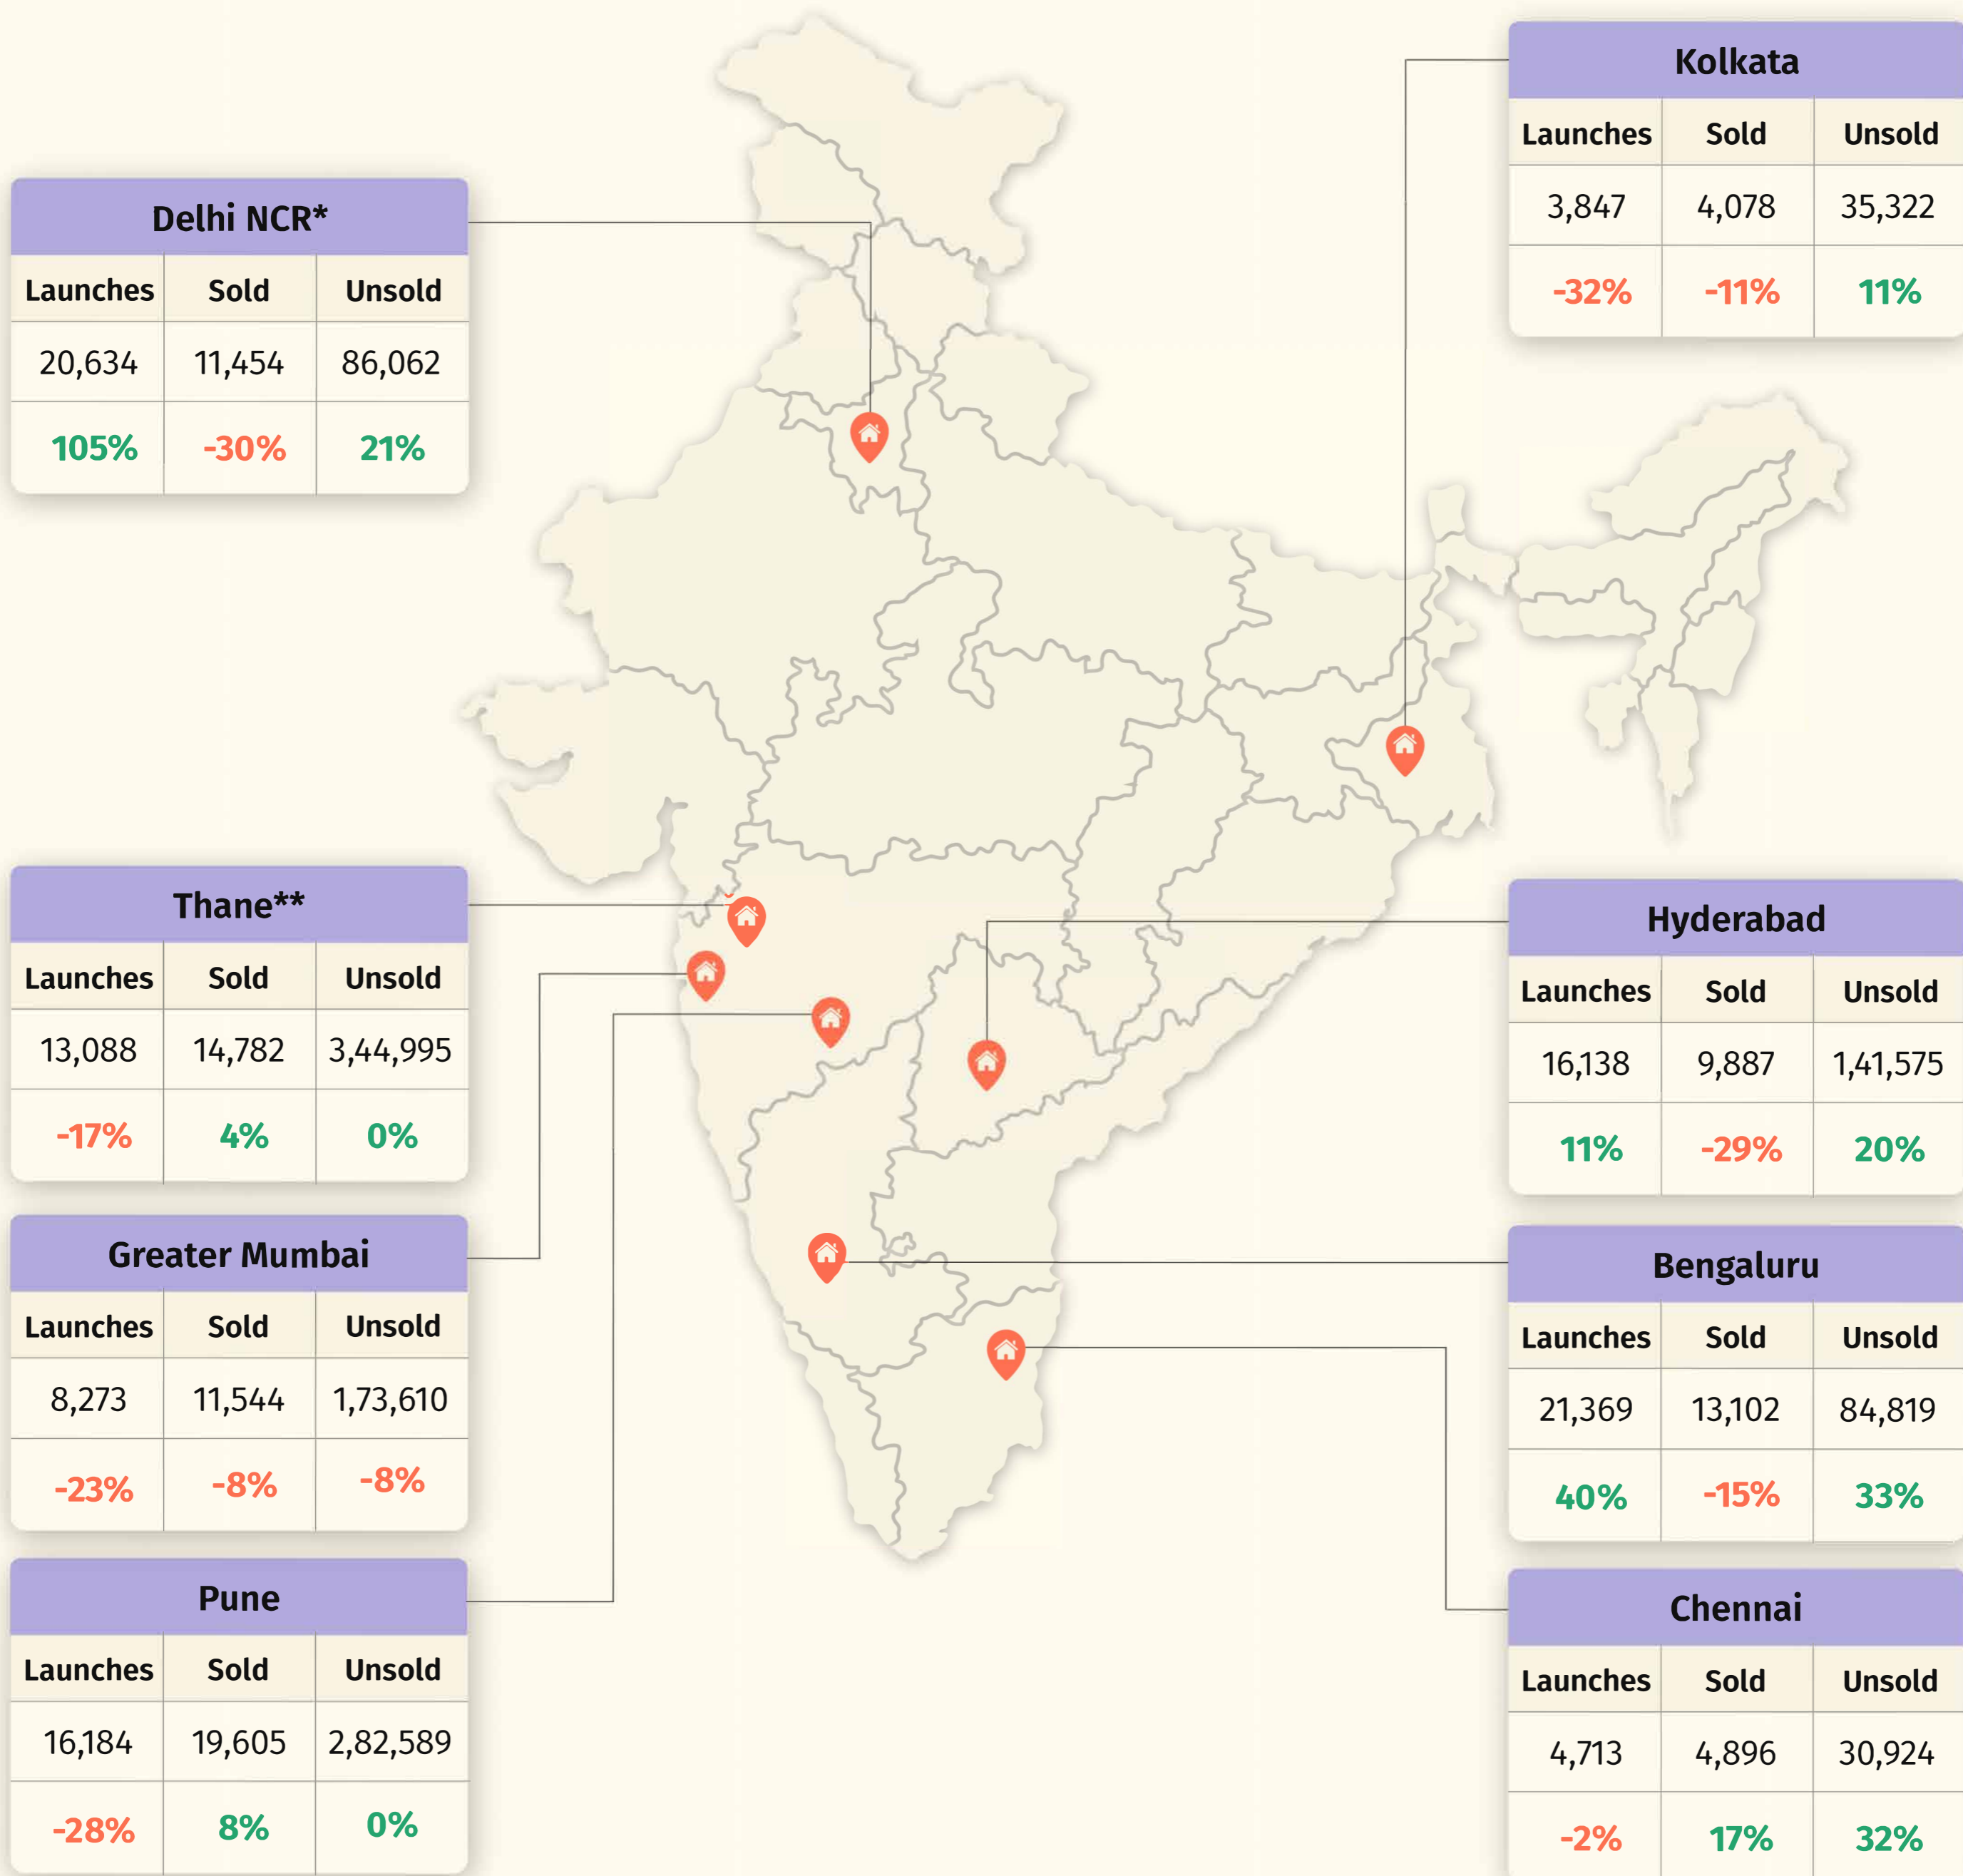 Delhi NCR*
Launches Sold Unsold
20,634 11,454 86,062
105% -30% 21%
Thane**
Launches Sold Unsold
13,088 14,782 3,44,995
-17% 4% 0%
Greater Mumbai
Launches Sold Unsold
8,273 11,544 1,73,610
-23% -8% -8%
Pune
Launches Sold Unsold
16,184 19,605 2,82,589
-28% 8% 0%
Kolkata
Launches Sold Unsold
3,847 4,078 35,322
-32% -11% 11%
Hyderabad
Launches Sold Unsold
16,138 9,887 1,41,575
11% -29% 20%
Bengaluru
Launches Sold Unsold
21,369 13,102 84,819
40% -15% 33%
Chennai
Launches Sold Unsold
4,713 4,896 30,924
-2% 17% 32%